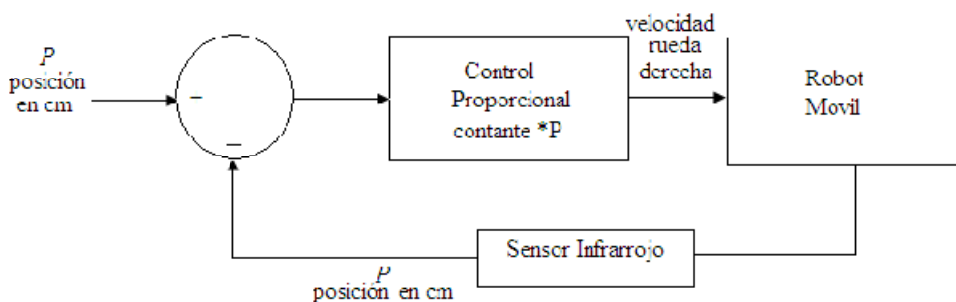 P
posición
en cm
–
–
Control
Proporcional
contante *P
velocidad
rueda
derecha
Robot
Movil
Sensor Infrarrojo
P
posición en cm